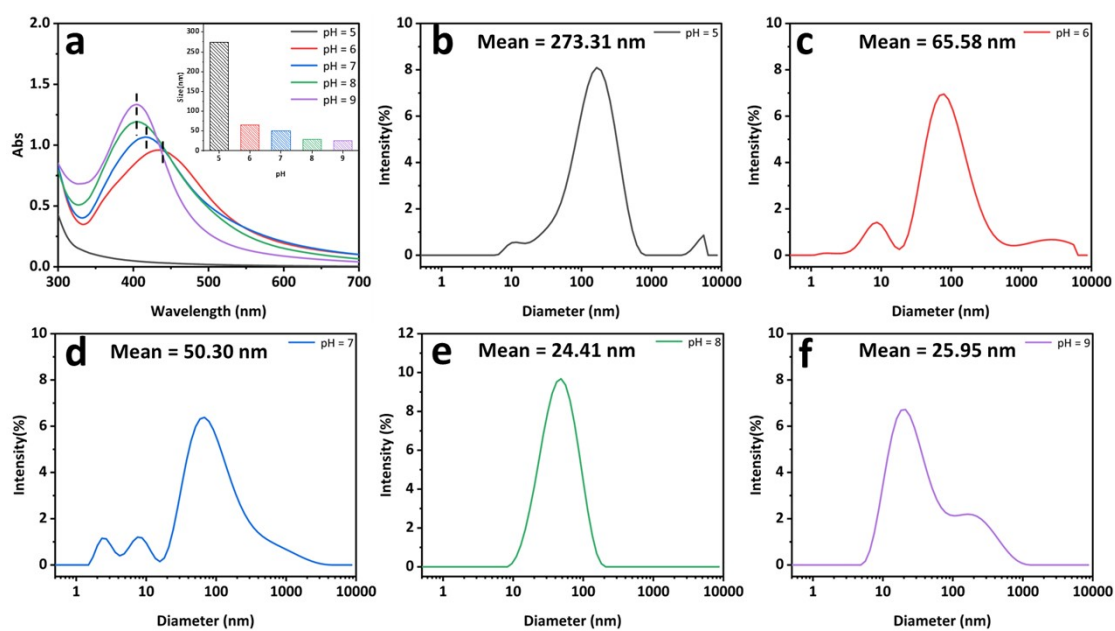 a
pH = 5
pH = 6
pH = 7
pH = 8
pH = 9
Size[nm]
300
250
200
150
100
50
0
5
6
7
8
9
pH
Abs
2.0
1.5
1.0
0.5
0.0
300
400
500
600
700
Wavelength (nm)
b
Mean = 273.31 nm
pH = 5
Intensity(%)
10
8
6
4
2
0
1
10
100
1000
10000
Diameter (nm)
c
Mean = 65.58 nm
pH = 6
Intensity(%)
10
8
6
4
2
0
1
10
100
1000
10000
Diameter (nm)
d
Mean = 50.30 nm
pH = 7
Intensity(%)
10
8
6
4
2
0
1
10
100
1000
10000
Diameter (nm)
e
Mean = 24.41 nm
pH = 8
Intensity (%)
12
10
8
6
4
2
0
1
10
100
1000
10000
Diameter (nm)
f
Mean = 25.95 nm
pH = 9
Intensity(%)
10
8
6
4
2
0
1
10
100
1000
10000
Diameter (nm)